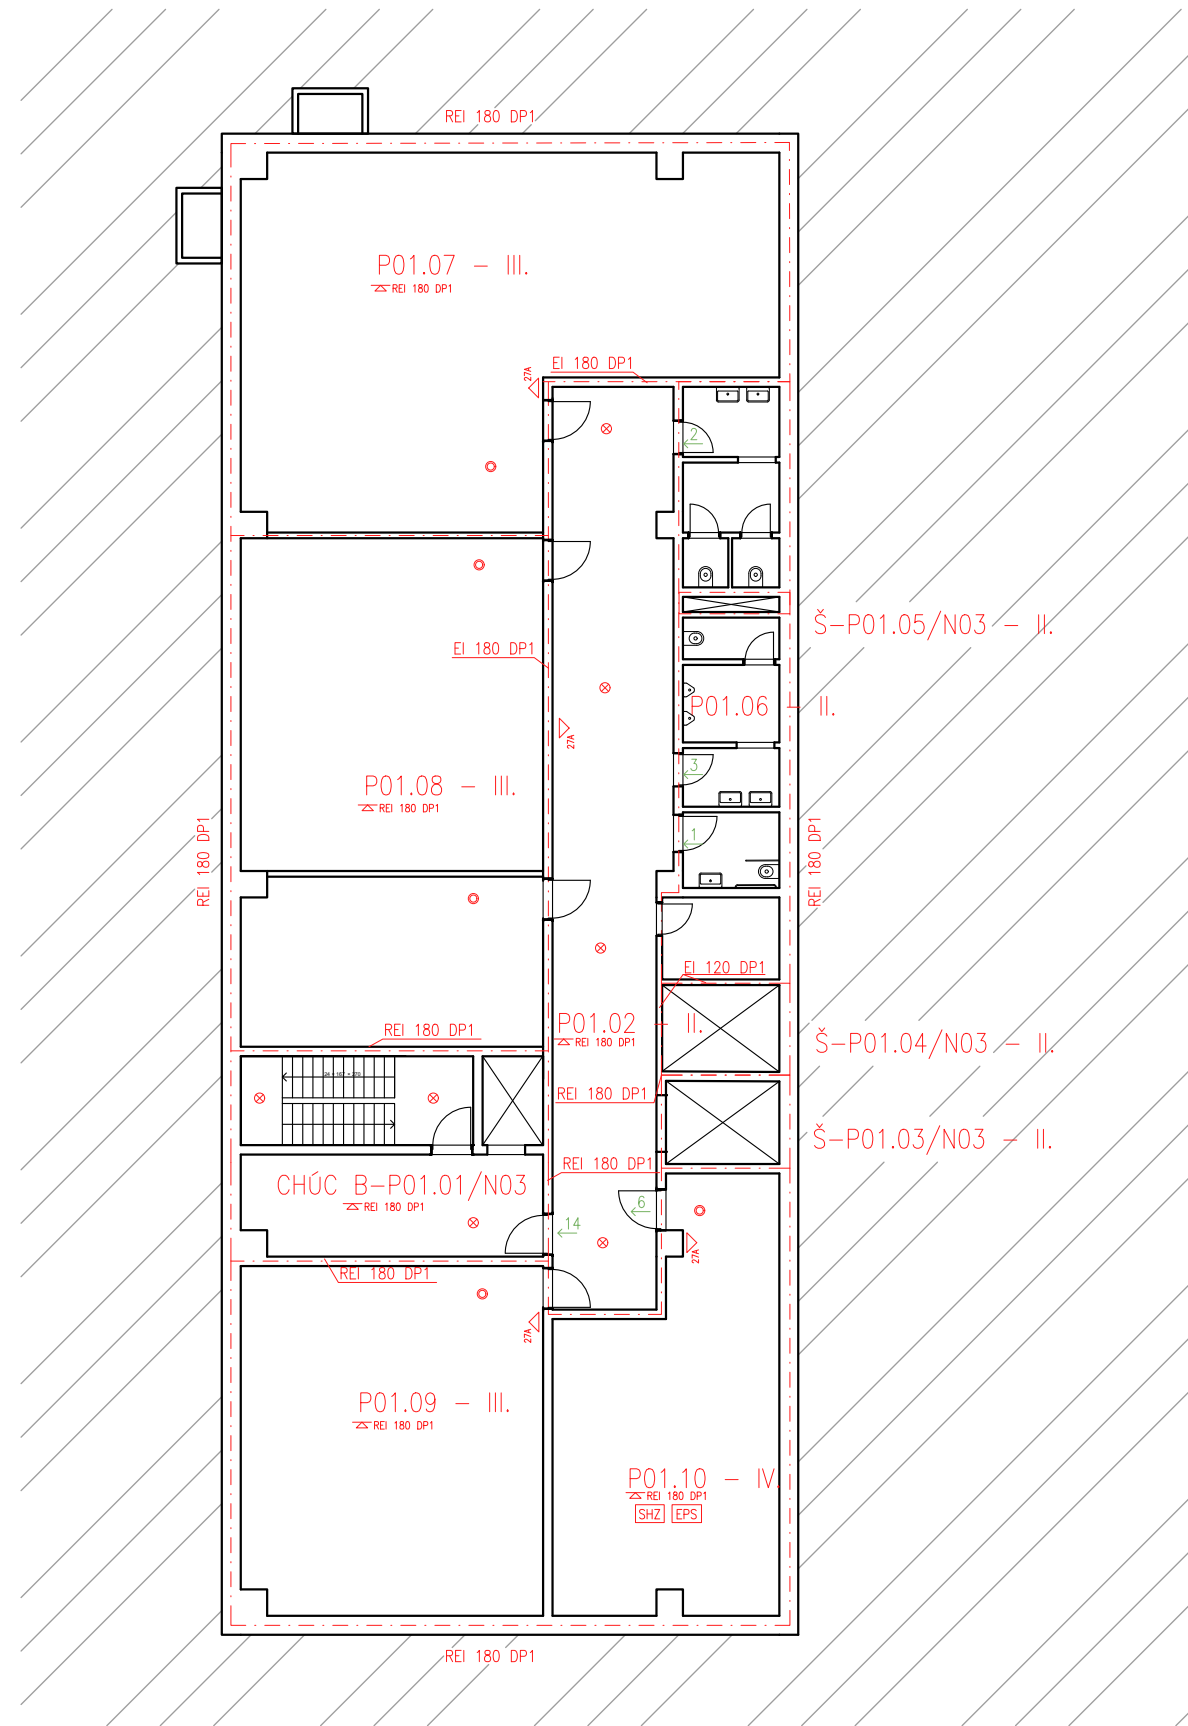 REI 180 DP1
P01.07 – III.
REI 180 DP1
EI 180 DP1
27A
2
Š–P01.05/N03 – II.
EI 180 DP1
P01.06 – II.
27A
3
P01.08 – III.
REI 180 DP1
1
REI 180 DP1
REI 180 DP1
EI 120 DP1
P01.02 – II.
REI 180 DP1
REI 180 DP1
Š–P01.04/N03 – II.
REI 180 DP1
Š–P01.03/N03 – II.
REI 180 DP1
CHÚC B–P01.01/N03
REI 180 DP1
6
14
27A
REI 180 DP1
27A
P01.09 – III.
REI 180 DP1
P01.10 – IV.
REI 180 DP1
SHZ EPS
REI 180 DP1